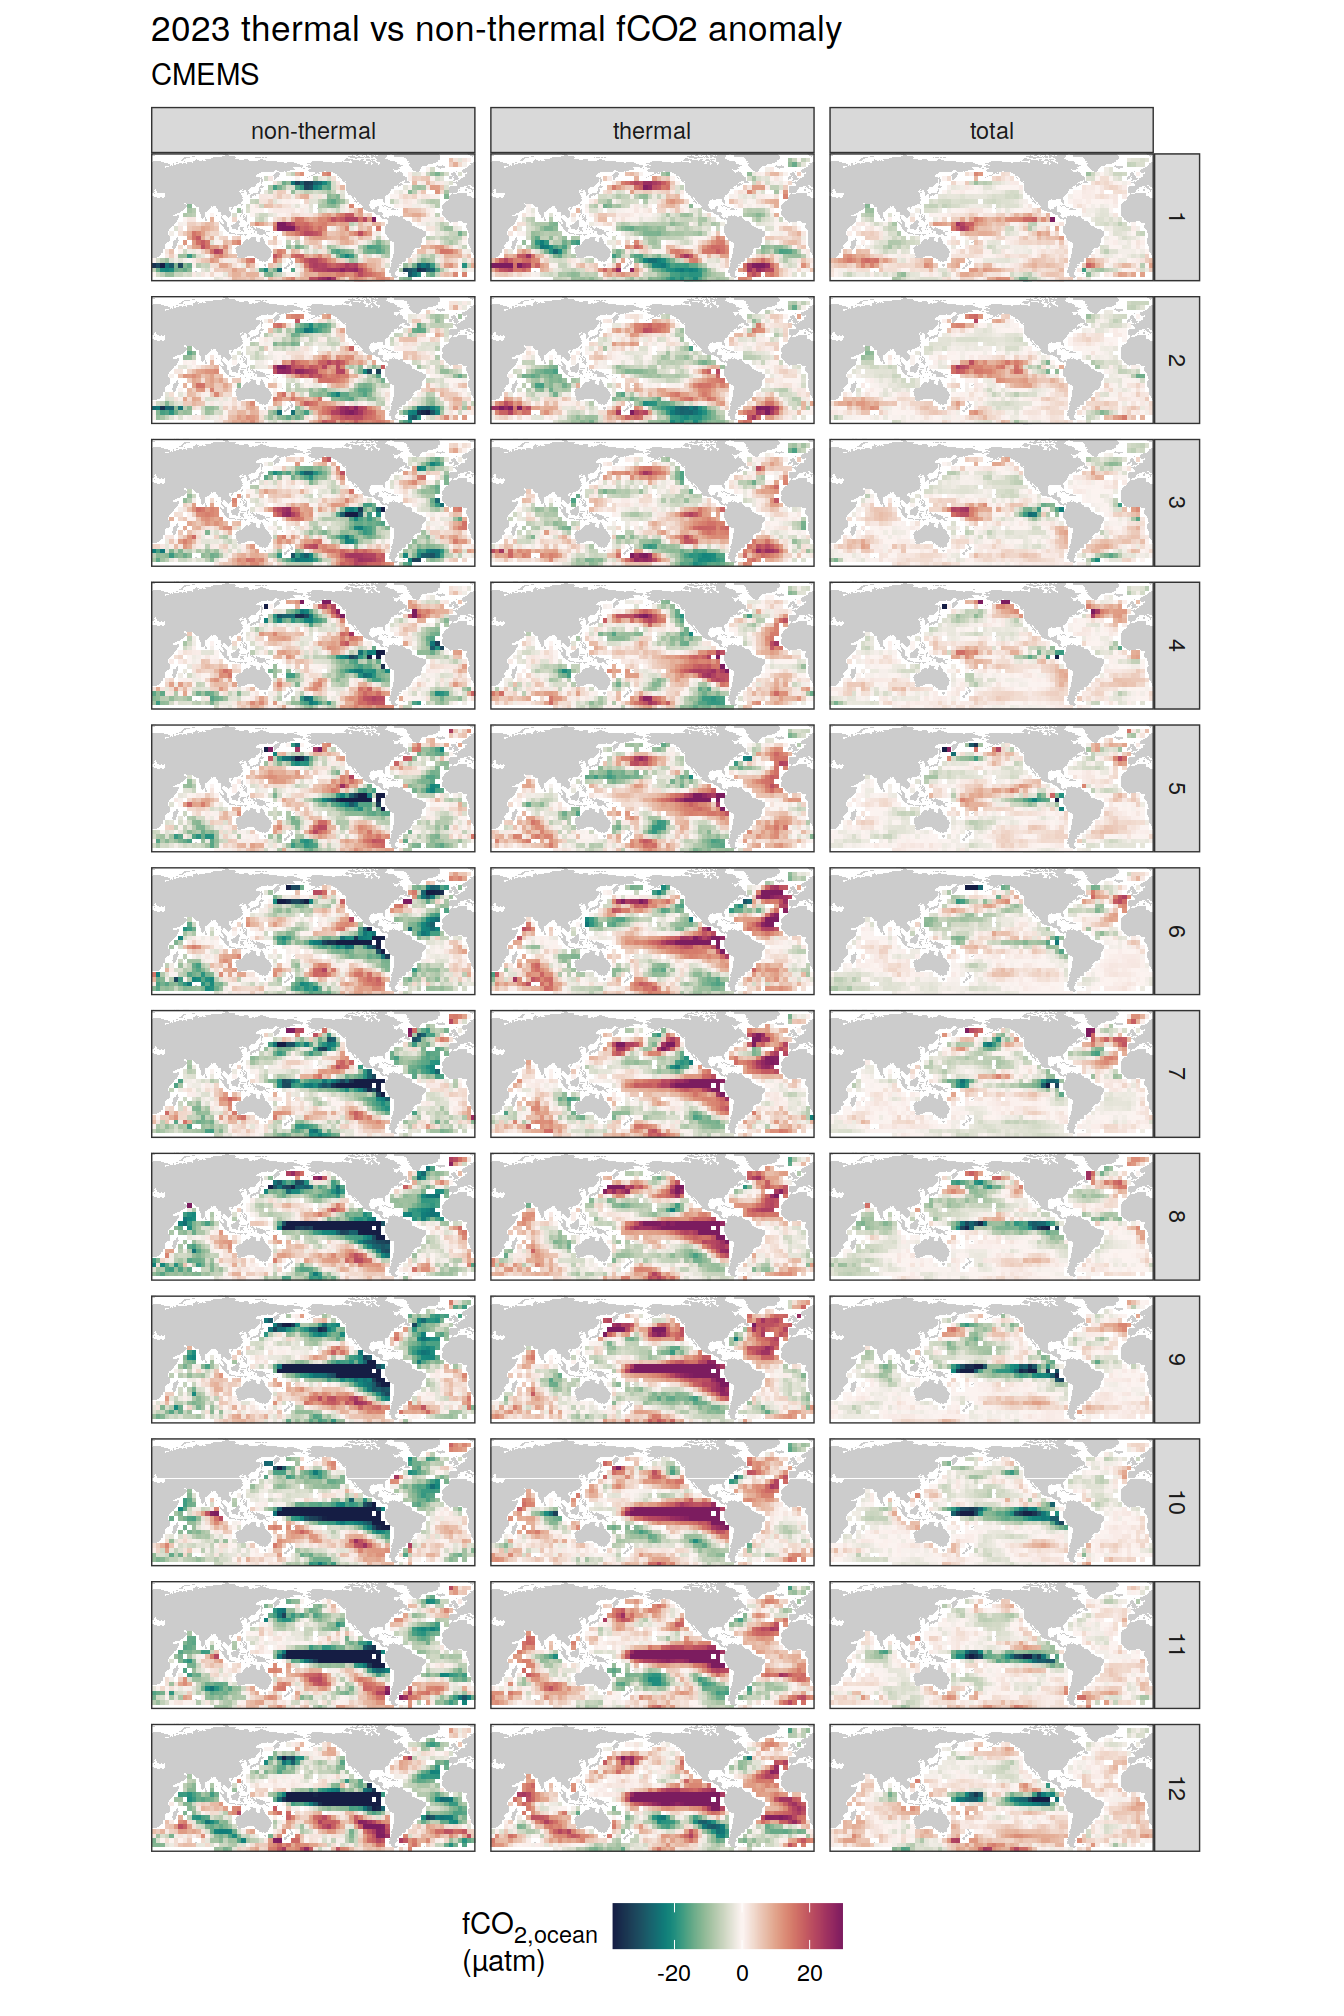 2023 thermal vs non-thermal fCO2 anomaly
CMEMS
non-thermal thermal total
1
2
3
4
5
6
7
8
9
10
11
12
fCO2,ocean
(µatm)
-20 0 20